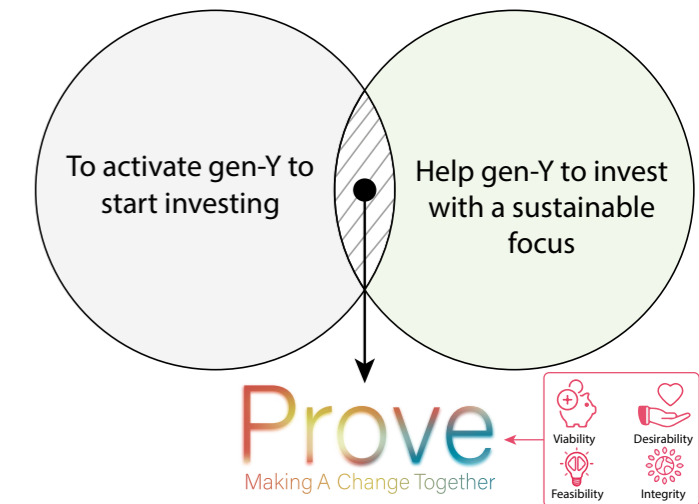 To activate gen-Y to
start investing
Help gen-Y to invest
with a sustainable
focus
Prove
Making A Change Together
Viability
Desirability
Feasibility
Integrity